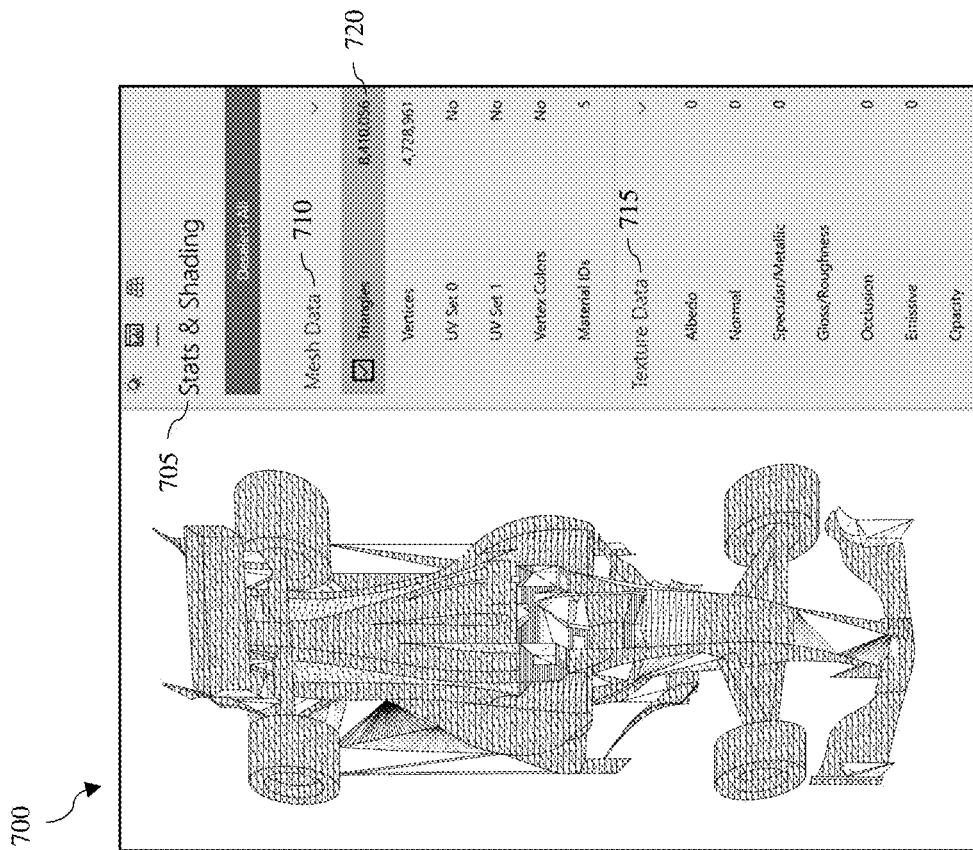 700
705
Stats & Shading
Mesh Data
710
Triangles
720
Vertices 4,728,961
UV Set 0 No
UV Set 1 No
Vertex Colors No
Material IDs 5
Texture Data
715
Albedo 0
Normal 0
Specular/Metallic 0
Gloss/Roughness
Occlusion 0
Emissive 0
Opacity